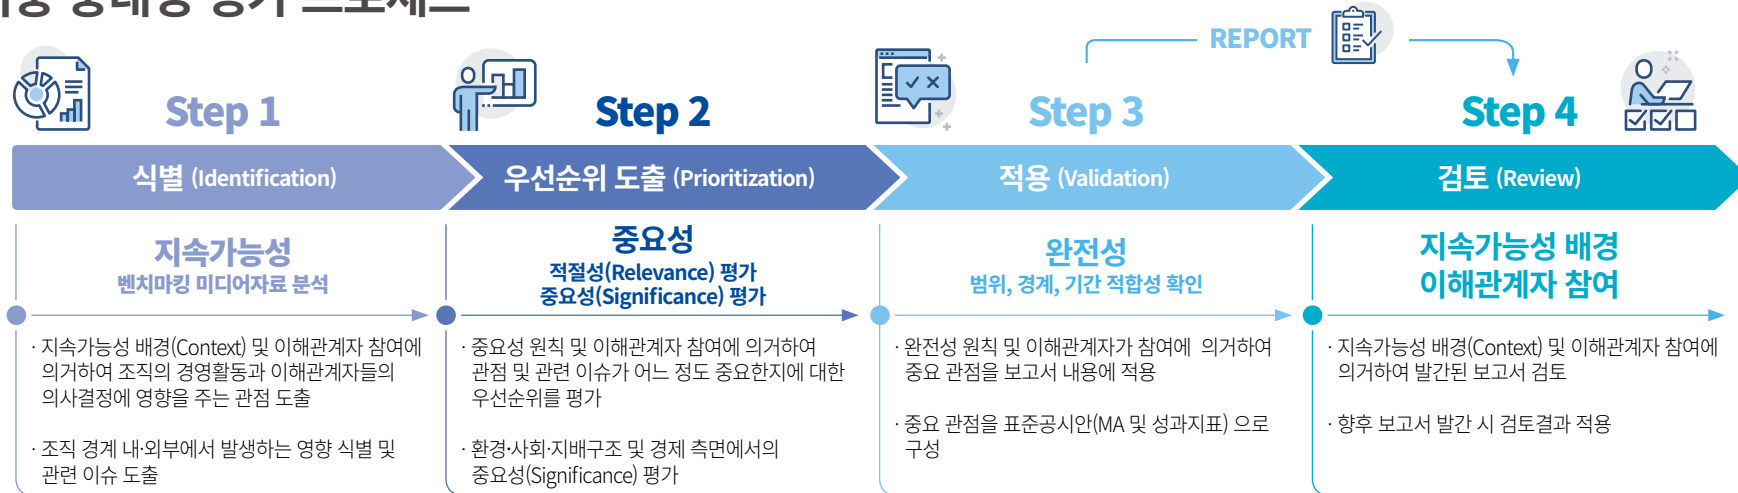 중대성 평가 프로세스
REPORT
Step 1
Step 2
Step 3
Step 4
식별 (Identification)
우선순위 도출 (Prioritization)
적용 (Validation)
검토 (Review)
지속가능성
벤치마킹 미디어자료 분석
· 지속가능성 배경(Context) 및 이해관계자 참여에
의거하여 조직의 경영활동과 이해관계자들의
의사결정에 영향을 주는 관점 도출
· 조직 경계 내·외부에서 발생하는 영향 식별 및
관련 이슈 도출
중요성
적절성(Relevance) 평가
중요성(Significance) 평가
· 중요성 원칙 및 이해관계자 참여에 의거하여
관점 및 관련 이슈가 어느 정도 중요한지에 대한
우선순위를 평가
· 환경·사회·지배구조 및 경제 측면에서의
중요성(Significance) 평가
완전성
범위, 경계, 기간 적합성 확인
· 완전성 원칙 및 이해관계자가 참여에 의거하여
중요 관점을 보고서 내용에 적용
· 중요 관점을 표준공시안(MA 및 성과지표) 으로
구성
지속가능성 배경
이해관계자 참여
· 지속가능성 배경(Context) 및 이해관계자 참여에
의거하여 발간된 보고서 검토
· 향후 보고서 발간 시 검토결과 적용